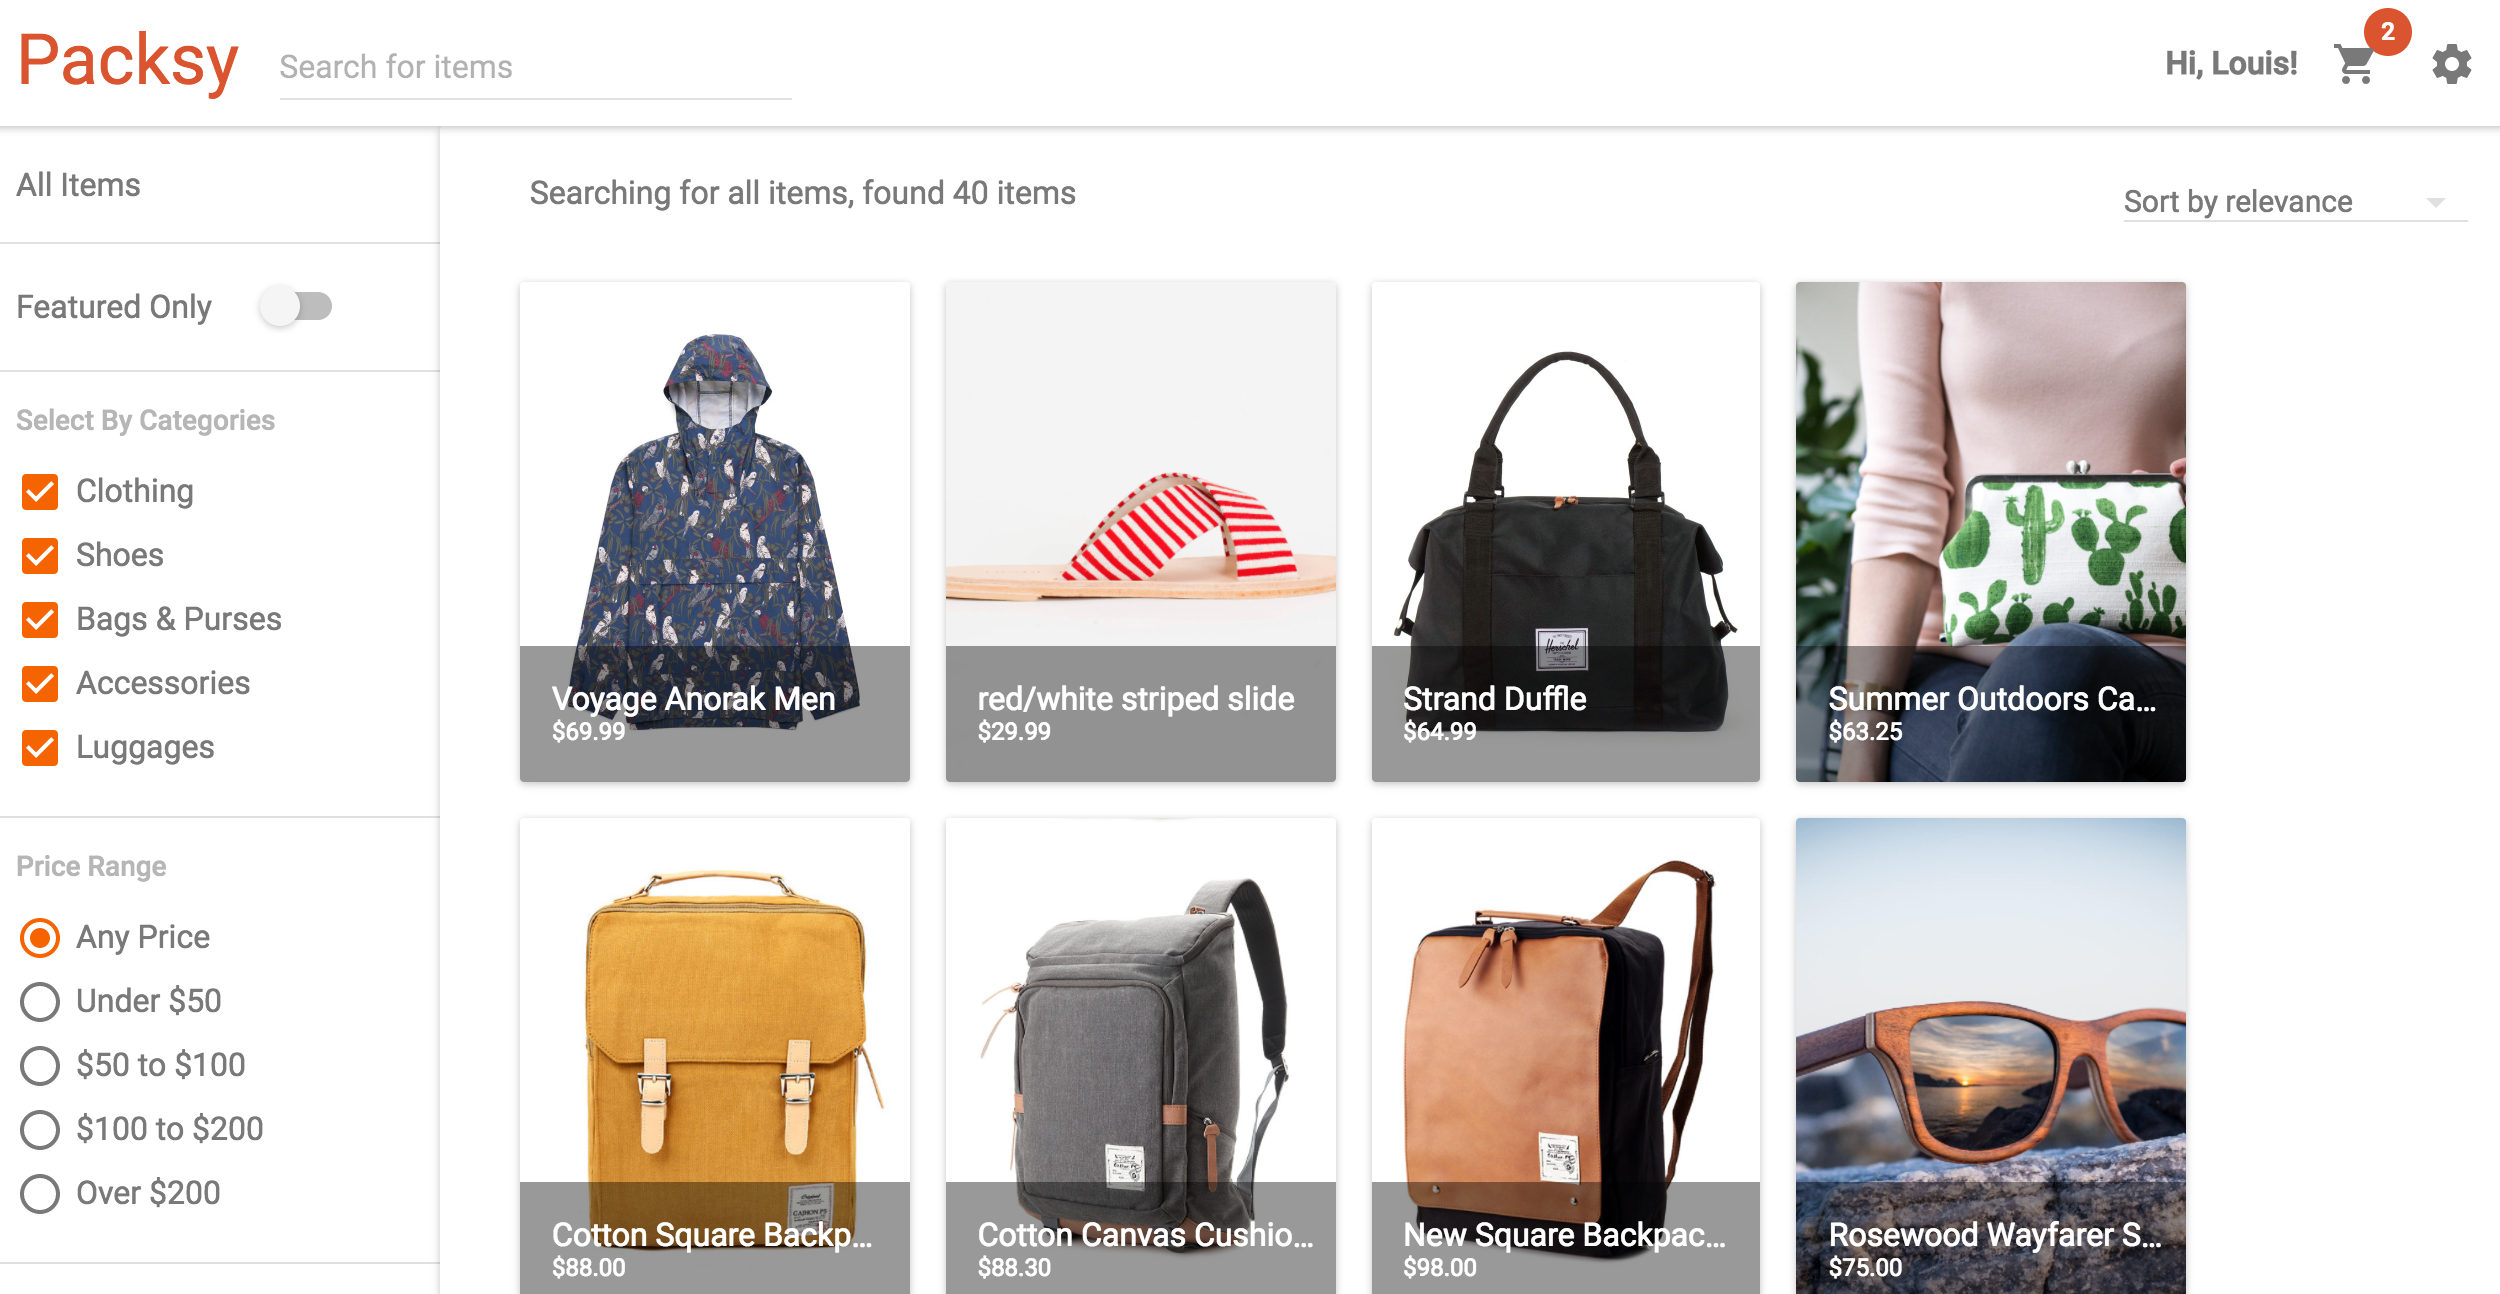 Packsy
Search for items
Hi, Louis!
2
All Items
Featured Only
Select By Categories
Clothing
Shoes
Bags & Purses
Accessories
Luggages
Price Range
Any Price
Under $50
$50 to $100
$100 to $200
Over $200
Searching for all items, found 40 items
Sort by relevance
Herschel
Voyage Anorak Men
$69.99
red/white striped slide
$29.99
Strand Duffle
$64.99
Summer Outdoors Ca...
$63.25
Cotton Square Backp...
$88.00
Cotton Canvas Cushio...
$88.30
New Square Backpac...
$98.00
Rosewood Wayfarer S...
$75.00